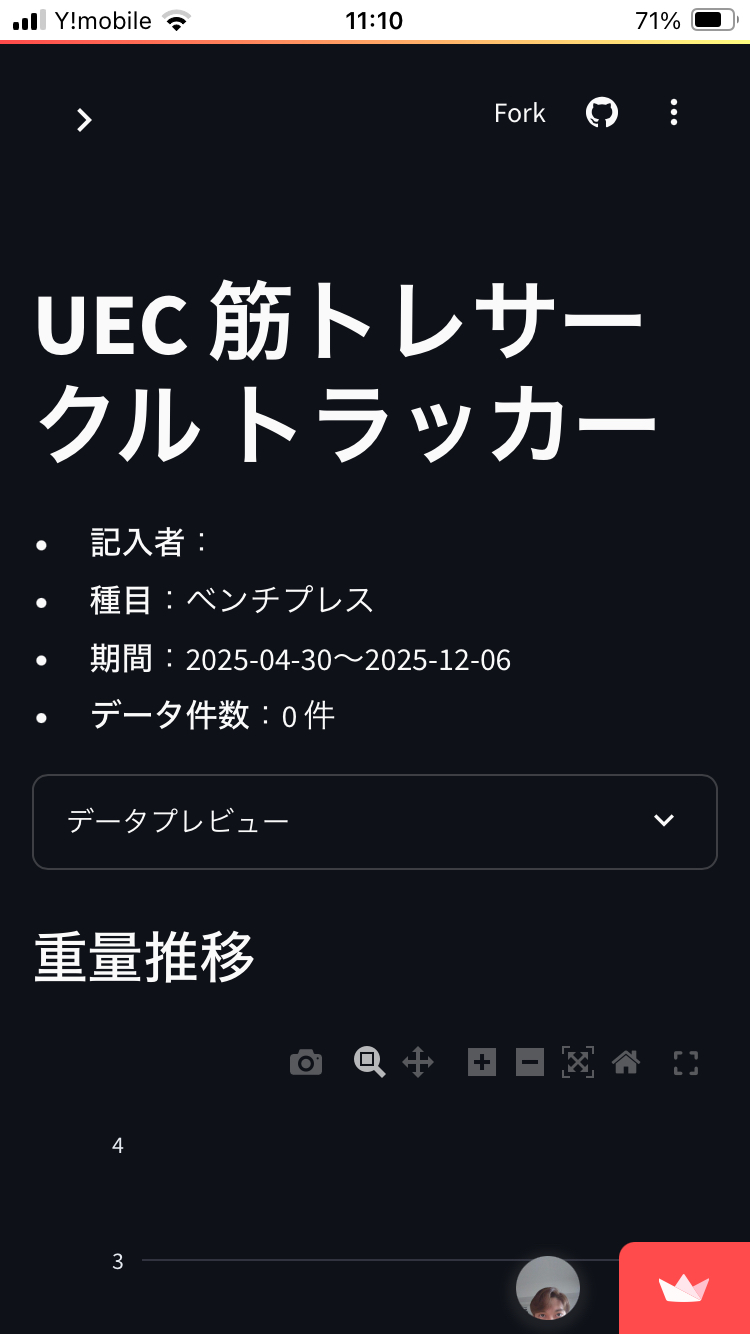 Y!mobile 11:10 71%
Fork
UEC 筋トレサー
クル トラッカー
記入者：
種目：ベンチプレス
期間：2025-04-30〜2025-12-06
データ件数：0 件
データプレビュー
重量推移
4
3